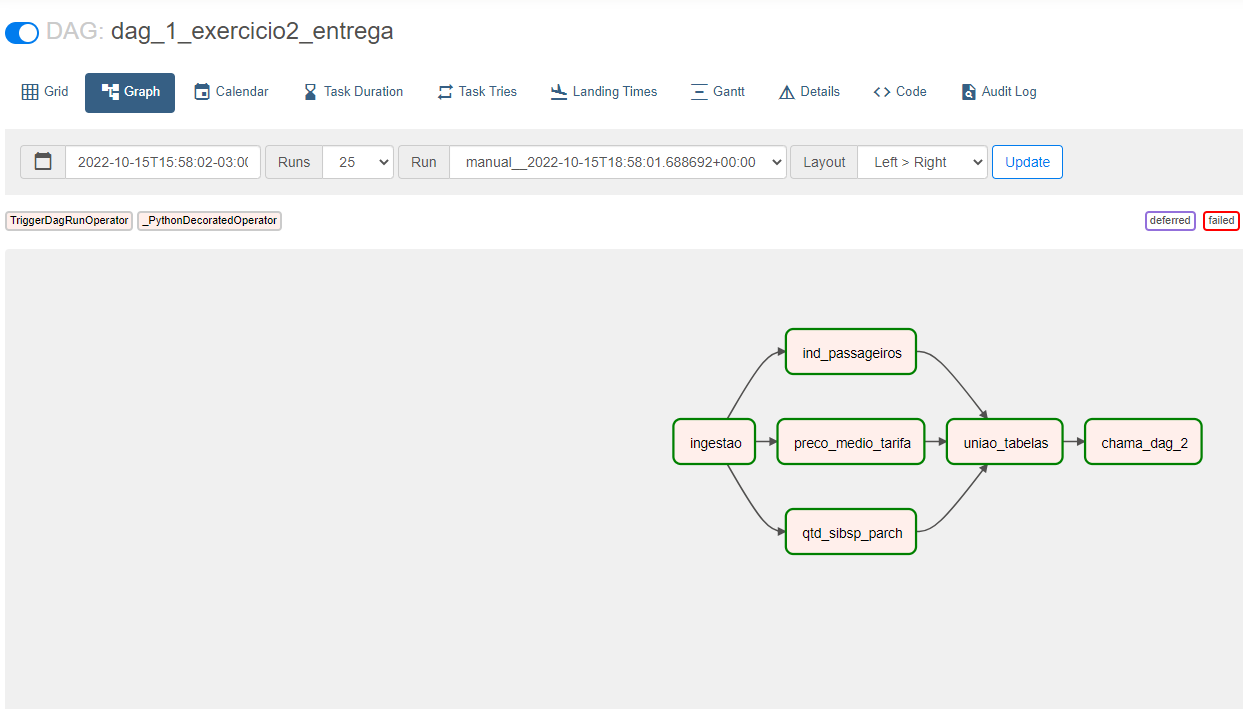 DAG: dag_1_exercicio2_entrega
Grid Graph Calendar Task Duration Task Tries Landing Times Gantt Details Code Audit Log
2022-10-15T15:58:02-03:00 Runs 25 Run manual__2022-10-15T18:58:01.688692+00:00 Layout Left > Right Update
TriggerDagRunOperator _PythonDecoratedOperator deferred failed
ind_passageiros
ingestao preco_medio_tarifa uniao_tabelas chama_dag_2
qtd_sibsp_parch